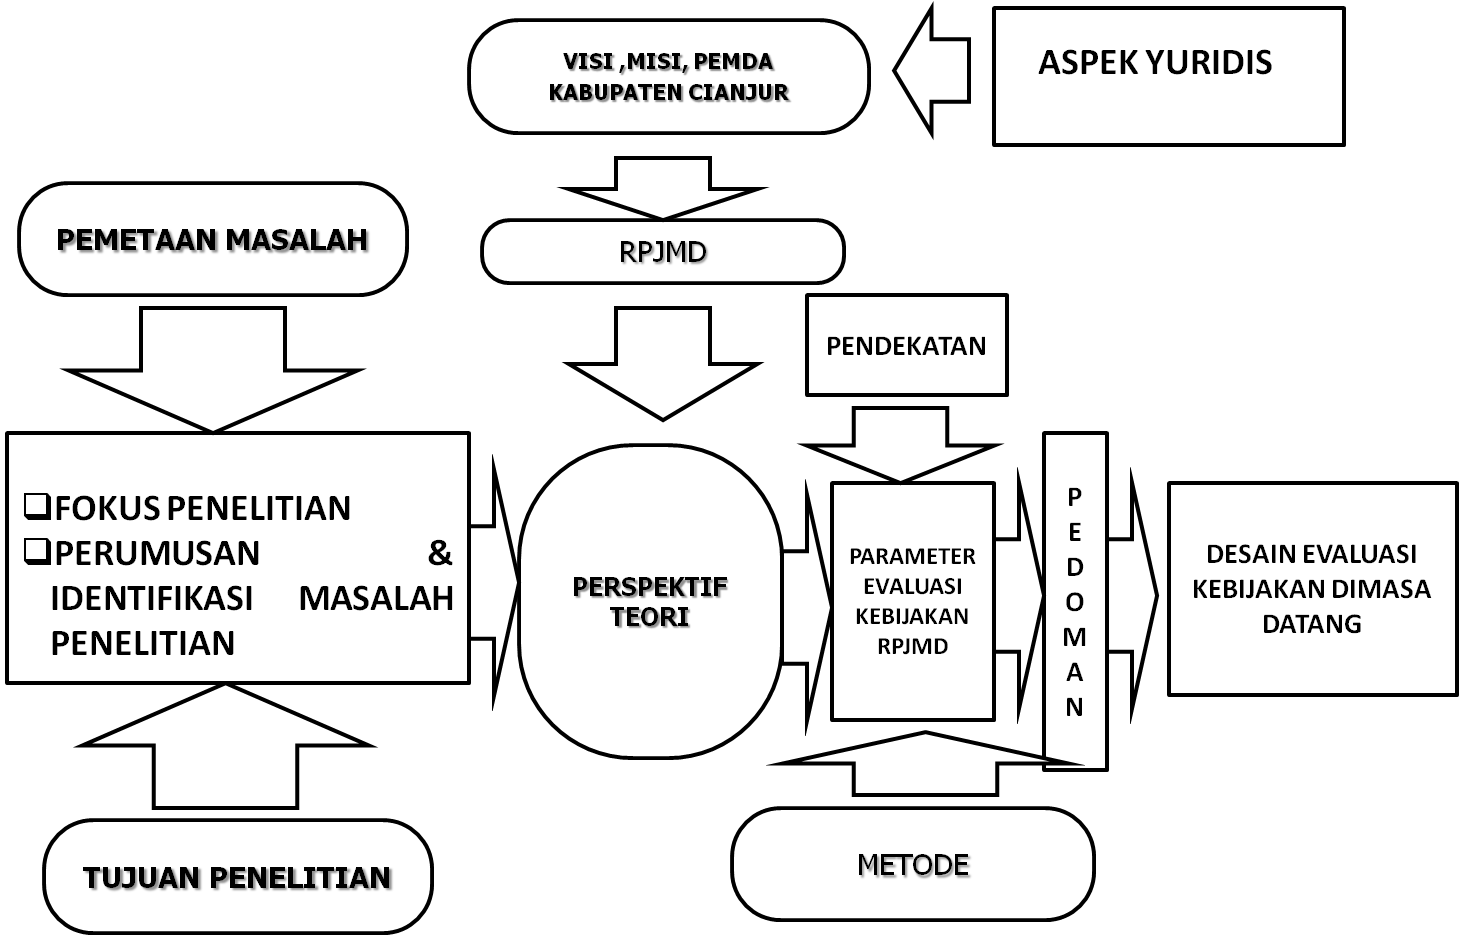 VISI ,MISI, PEMDA
KABUPATEN CIANJUR
ASPEK YURIDIS
PEMETAAN MASALAH
RPJMD
PENDEKATAN
FOKUS PENELITIAN
PERUMUSAN &
IDENTIFIKASI MASALAH
PENELITIAN
PERSPEKTIF
TEORI
PARAMETER
EVALUASI
KEBIJAKAN
RPJMD
P
E
D
O
M
A
N
DESAIN EVALUASI
KEBIJAKAN DIMASA
DATANG
TUJUAN PENELITIAN
METODE